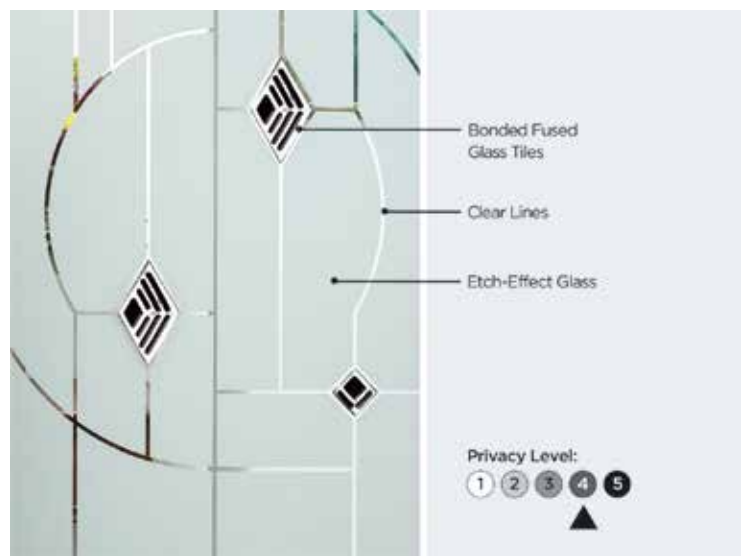 Bonded Fused
Glass Tiles
Clear Lines
Etch-Effect Glass
Privacy Level:
1 2 3 4 5